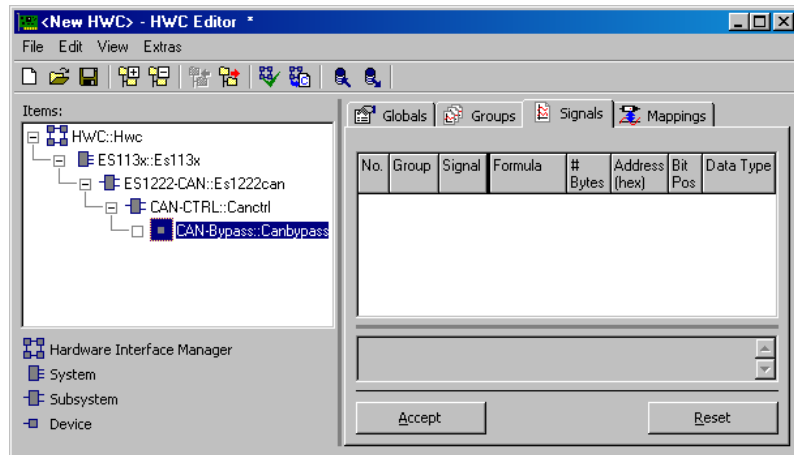 <New HWC> - HWC Editor *
File Edit View Extras
Items:
HWC::Hwc
ES113x::Es113x
ES1222-CAN::Es1222can
CAN-CTRL::Canctrl
CAN-Bypass::Canbypass
Hardware Interface Manager
System
Subsystem
Device
Globals Groups Signals Mappings
No. Group Signal Formula # Bytes Address (hex) Bit Pos Data Type
Accept Reset